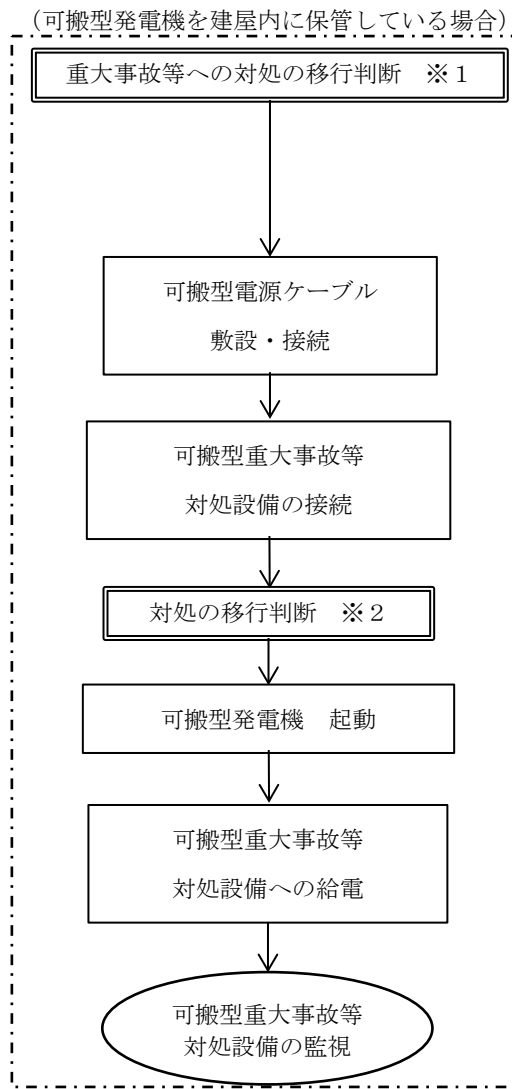 (可搬型発電機を建屋内に保管している場合)
重大事故等への対処の移行判断　※１
可搬型電源ケーブル
敷設・接続
可搬型重大事故等
対処設備の接続
対処の移行判断　※２
可搬型発電機　起動
可搬型重大事故等
対処設備への給電
可搬型重大事故等
対処設備の監視